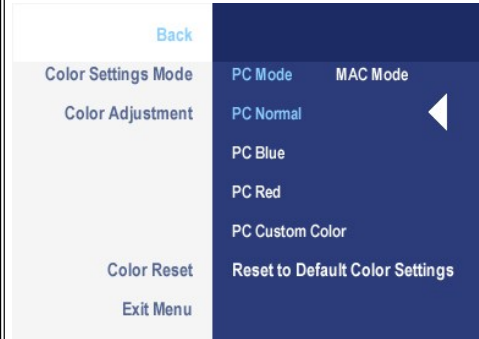 Back
Color Settings Mode PC Mode MAC Mode
Color Adjustment PC Normal
PC Blue
PC Red
PC Custom Color
Color Reset Reset to Default Color Settings
Exit Menu